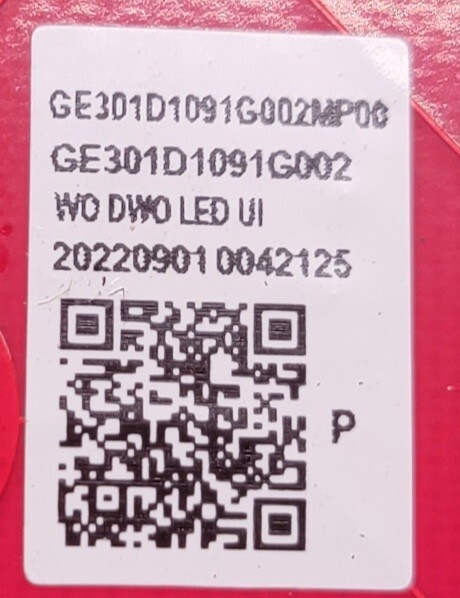 GE301D1091G002MP00
GE301D1091G002
WO DWO LED UI
20220901 0042125
P